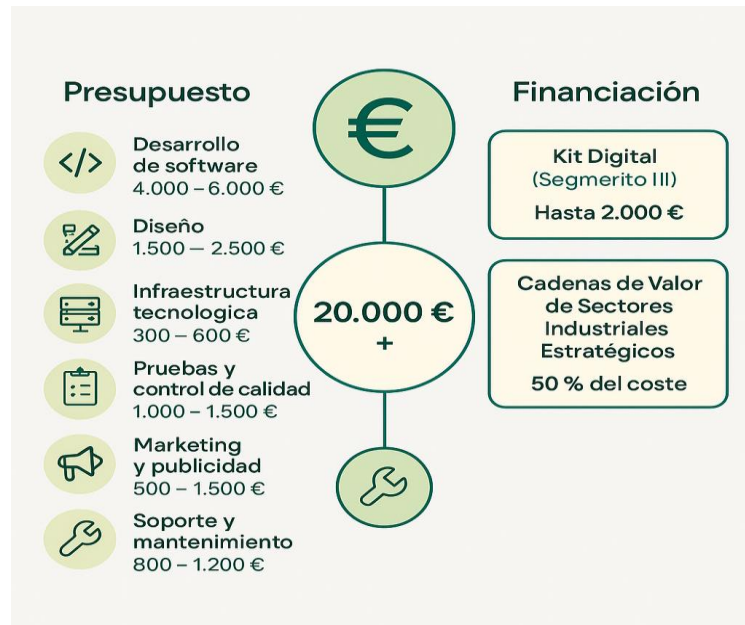 Presupuesto
Desarrollo
de software
4.000 – 6.000 €
Diseño
1.500 — 2.500 €
Infraestructura
tecnologica
300 – 600 €
Pruebas y
control de calidad
1.000 – 1.500 €
Marketing
y publicidad
500 – 1.500 €
Soporte y
mantenimiento
800 – 1.200 €
€
20.000 €
+
Financiación
Kit Digital
(Segmerito III)
Hasta 2.000 €
Cadenas de Valor
de Sectores
Industriales
Estratégicos
50 % del coste